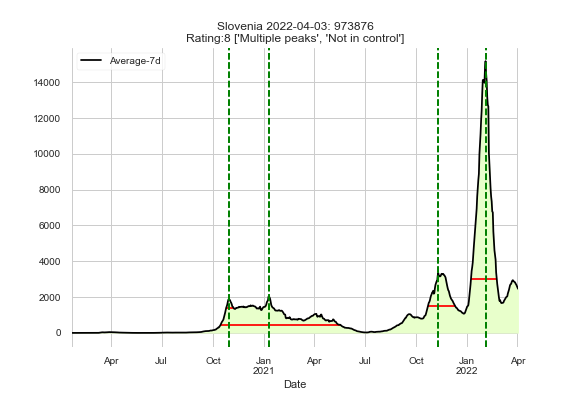 Slovenia 2022-04-03: 973876
Rating:8 ['Multiple peaks', 'Not in control']
Average-7d
14000
12000
10000
8000
6000
4000
2000
0
Apr Jul Oct Jan Apr Jul Oct Jan Apr
2021 2022
Date